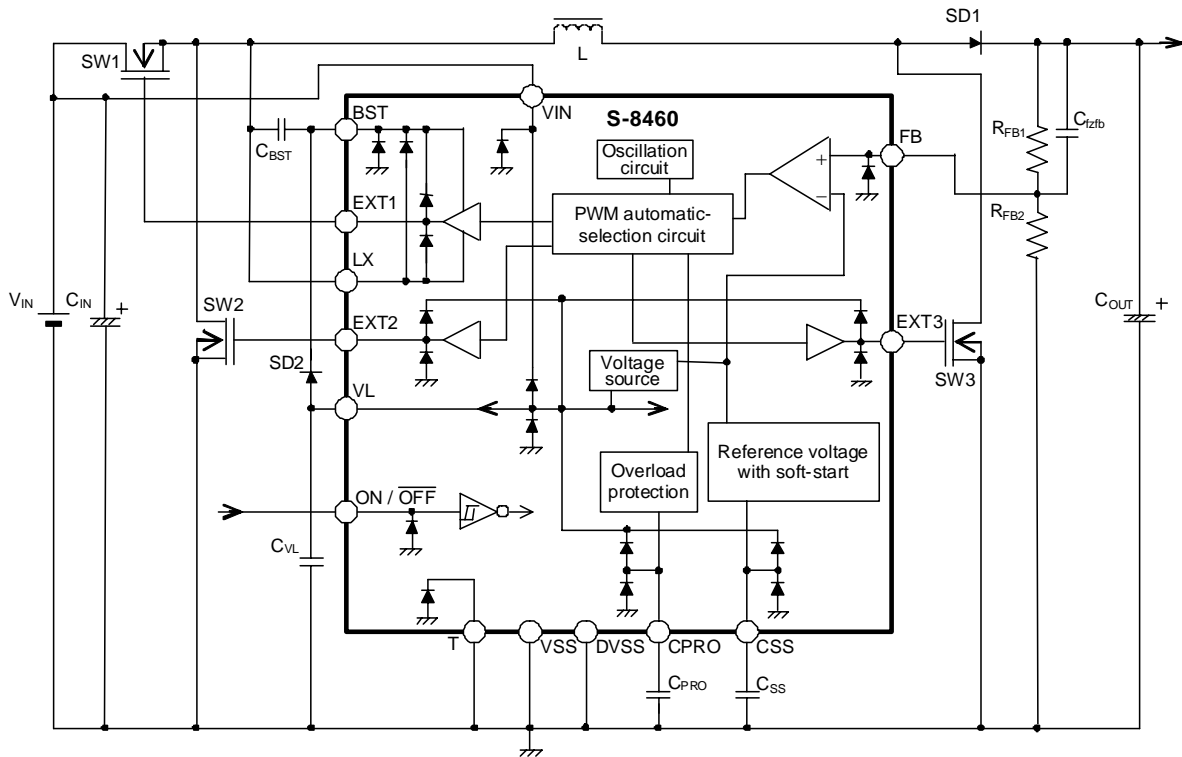 SD1
SW1
L
BST
VIN
S-8460
FB
RFB1
Cfzfb
CBST
Oscillation
circuit
+
−
EXT1
PWM automatic-
selection circuit
RFB2
LX
VIN
CIN
+
SW2
EXT2
EXT3
COUT
+
SD2
Voltage
source
SW3
VL
Reference voltage
with soft-start
Overload
protection
ON / OFF
CVL
T
VSS
DVSS
CPRO
CSS
CPRO
CSS